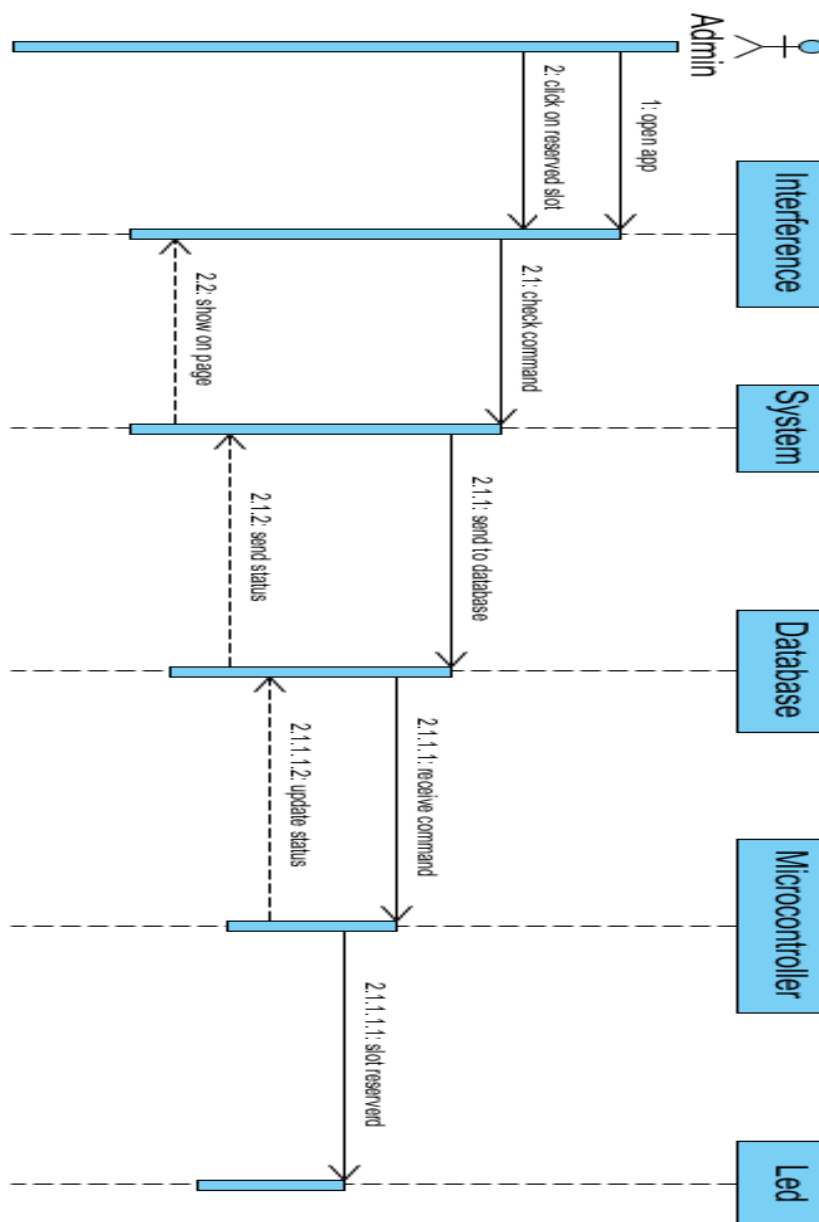 Admin
Interference
System
Database
Microcontroller
Led
1: open app
2: click on reserved slot
2.1: check command
2.1.1: send to database
2.1.1.1: receive command
2.1.1.1.1: slot reserverd
2.1.1.1.2: update status
2.1.2: send status
2.2: show on page